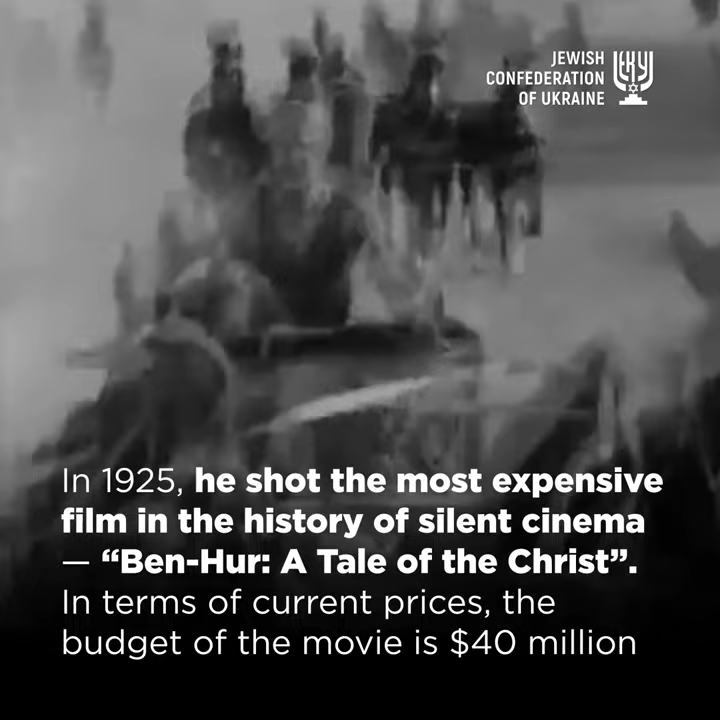 JEWISH
CONFEDERATION
OF UKRAINE
In 1925, he shot the most expensive
film in the history of silent cinema
— “Ben-Hur: A Tale of the Christ”.
In terms of current prices, the
budget of the movie is $40 million